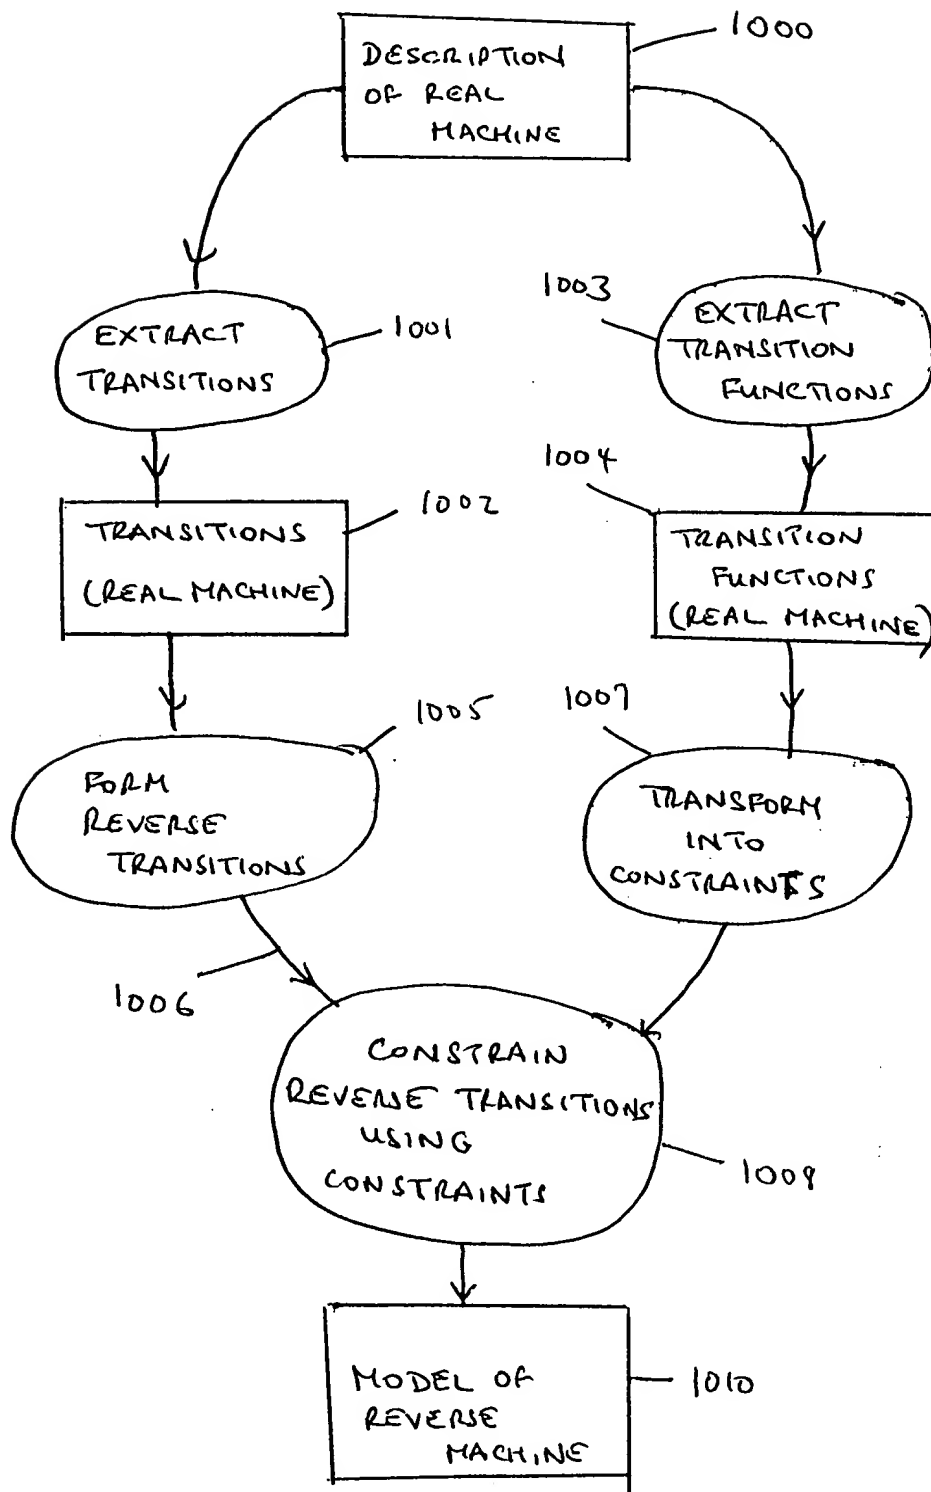 1000
DESCRIPTION
OF REAL
MACHINE
1001
EXTRACT
TRANSITIONS
1003
EXTRACT
TRANSITION
FUNCTIONS
1002
TRANSITIONS
(REAL MACHINE)
1004
TRANSITION
FUNCTIONS
(REAL MACHINE)
1005
FORM
REVERSE
TRANSITIONS
1007
TRANSFORM
INTO
CONSTRAINTS
1006
CONSTRAIN
REVERSE TRANSITIONS
USING
CONSTRAINTS
1009
MODEL OF
REVERSE
MACHINE
1010